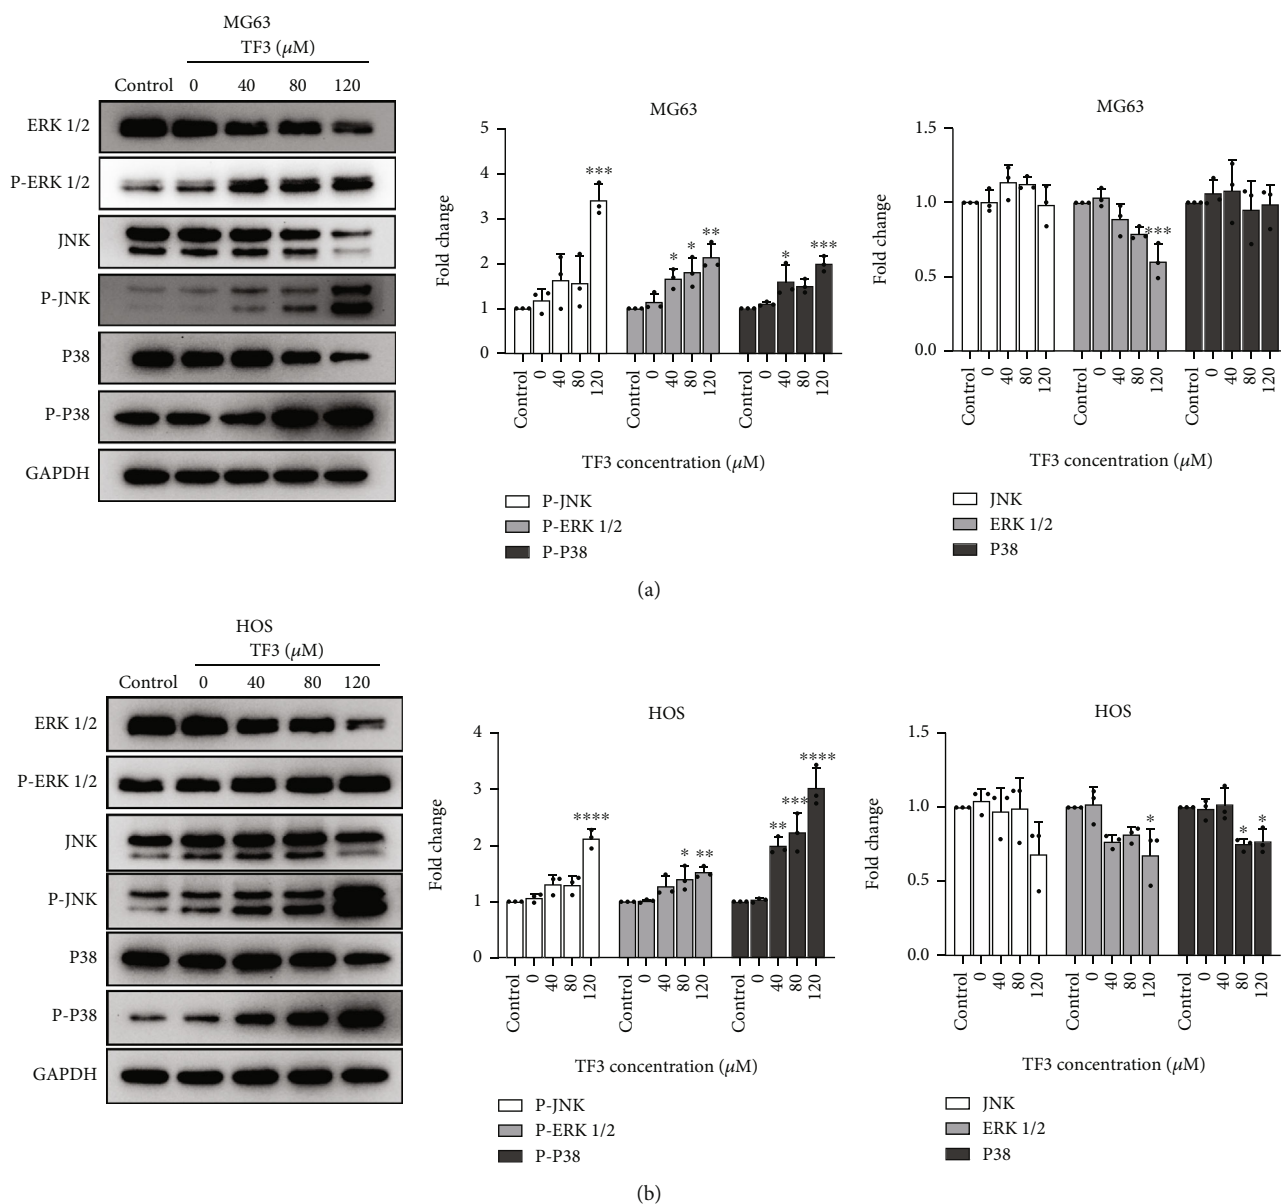 MG63
TF3 (μM)
Control 0 40 80 120
ERK 1/2
P-ERK 1/2
JNK
P-JNK
P38
P-P38
GAPDH
MG63
Fold change
5
4
3
2
1
0
***
* * **
* ***
Control 0 40 80 120 Control 0 40 80 120 Control 0 40 80 120
TF3 concentration (μM)
P-JNK
P-ERK 1/2
P-P38
MG63
Fold change
1.5
1.0
0.5
0.0
***
Control 0 40 80 120 Control 0 40 80 120 Control 0 40 80 120
TF3 concentration (μM)
JNK
ERK 1/2
P38
(a)
HOS
TF3 (μM)
Control 0 40 80 120
ERK 1/2
P-ERK 1/2
JNK
P-JNK
P38
P-P38
GAPDH
HOS
Fold change
4
3
2
1
0
****
* **
** *** ****
Control 0 40 80 120 Control 0 40 80 120 Control 0 40 80 120
TF3 concentration (μM)
P-JNK
P-ERK 1/2
P-P38
HOS
Fold change
1.5
1.0
0.5
0.0
*
* *
Control 0 40 80 120 Control 0 40 80 120 Control 0 40 80 120
TF3 concentration (μM)
JNK
ERK 1/2
P38
(b)